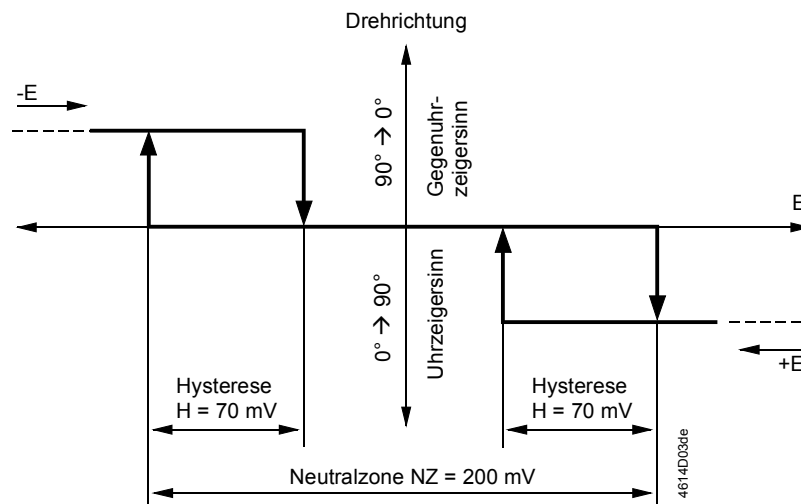 Drehrichtung
-E
90° → 0°
Gegenuhr-
zeigersinn
E
0° → 90°
Uhrzeigersinn
+E
Hysterese
H = 70 mV
Hysterese
H = 70 mV
Neutralzone NZ = 200 mV
4614D03de